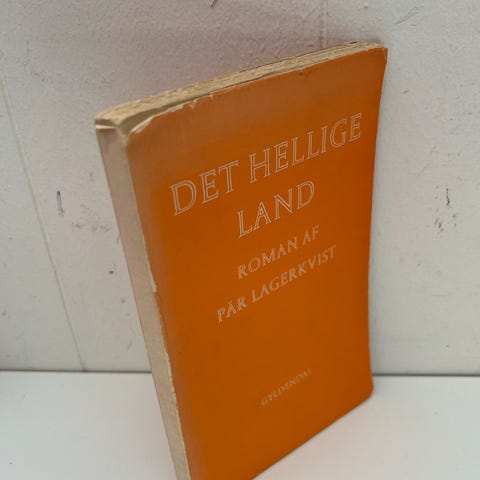 DET HELLIGE
LAND
ROMAN AF
PÄR LAGERKVIST
GYLDENDAL